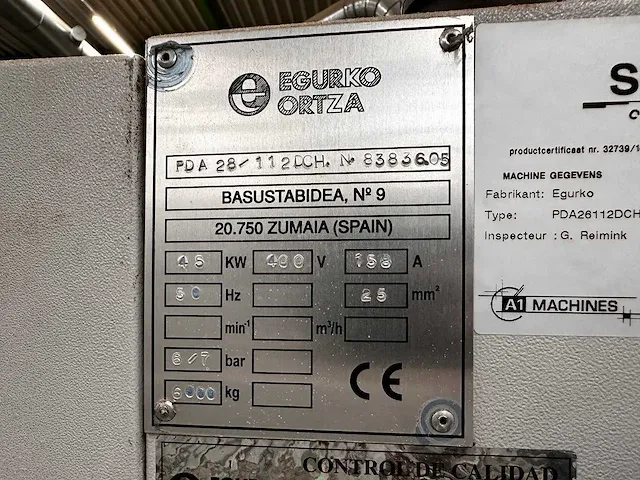 EGURKO
ORTZA
PDA 28/112DCH. Nº 8383605
BASUSTABIDEA, Nº 9
20.750 ZUMAIA (SPAIN)
45 KW 400 V 158 A
50 Hz 25 mm²
min⁻¹ m³/h
6/7 bar
6000 kg
CE
CONTROL DE CALIDAD
productcertificaat nr. 32739/1
MACHINE GEGEVENS
Fabrikant: Egurko
Type: PDA26112DCH
Inspecteur : G. Reimink
A1 MACHINES